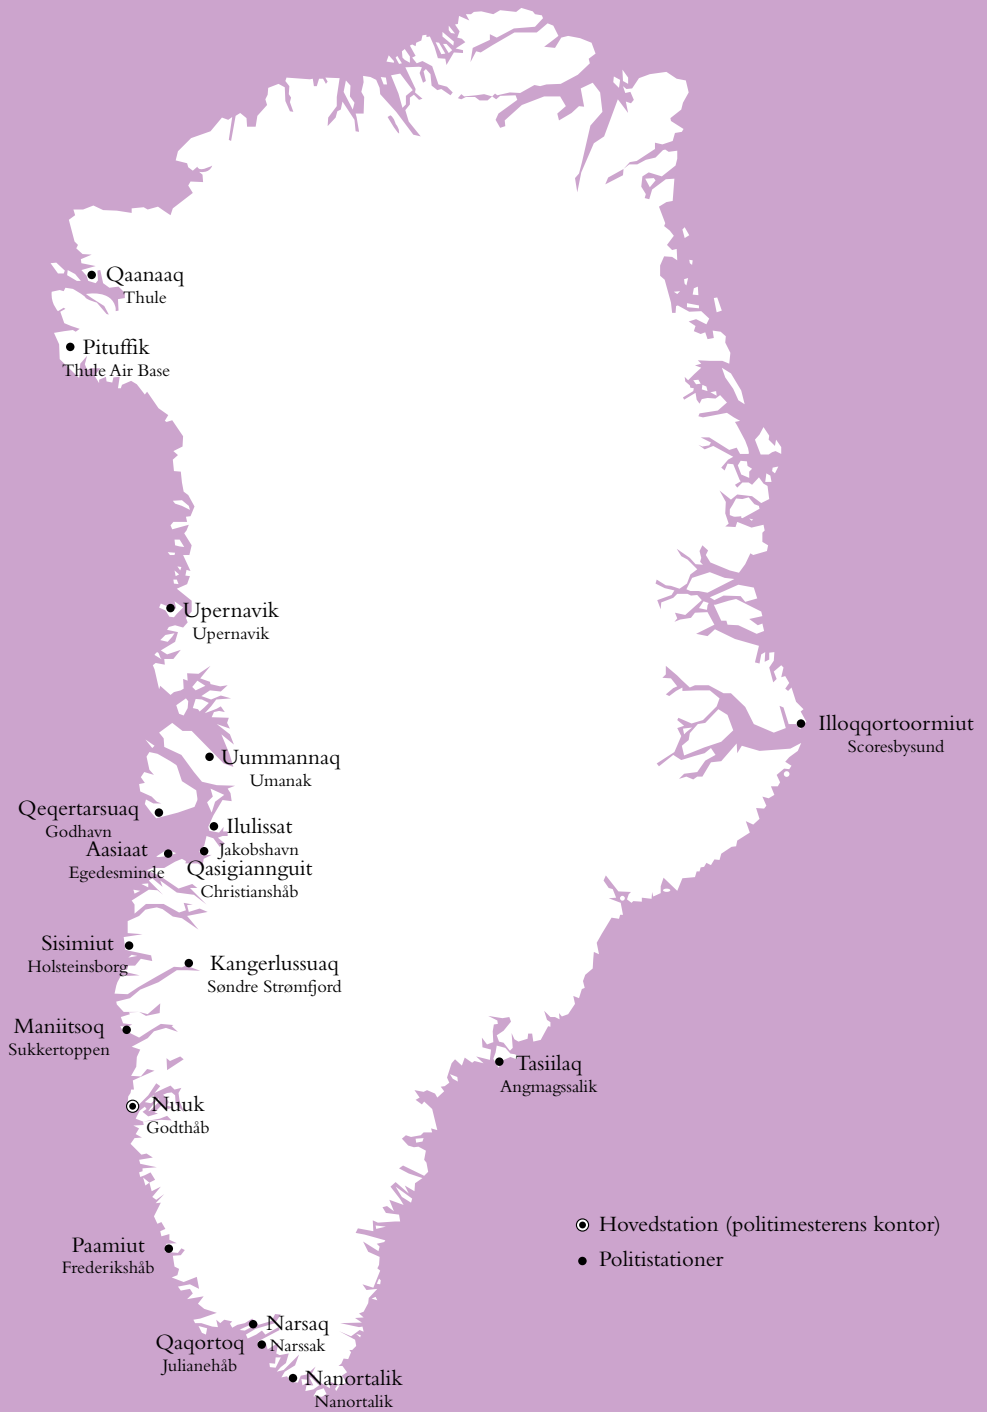 Qaanaaq
Thule
Pituffik
Thule Air Base
Upernavik
Upernavik
Illoqqortoormiut
Scoresbysund
Uummannaq
Umanak
Qeqertarsuaq
Godhavn
Ilulissat
Jakobshavn
Aasiaat
Egedesminde
Qasigiannguit
Christianshåb
Sisimiut
Holsteinsborg
Kangerlussuaq
Søndre Strømfjord
Maniitsoq
Sukkertoppen
Tasiilaq
Angmagssalik
Nuuk
Godthåb
Hovedstation (politimesterens kontor)
Politistationer
Paamiut
Frederikshåb
Narsaq
Narssak
Qaqortoq
Julianehåb
Nanortalik
Nanortalik